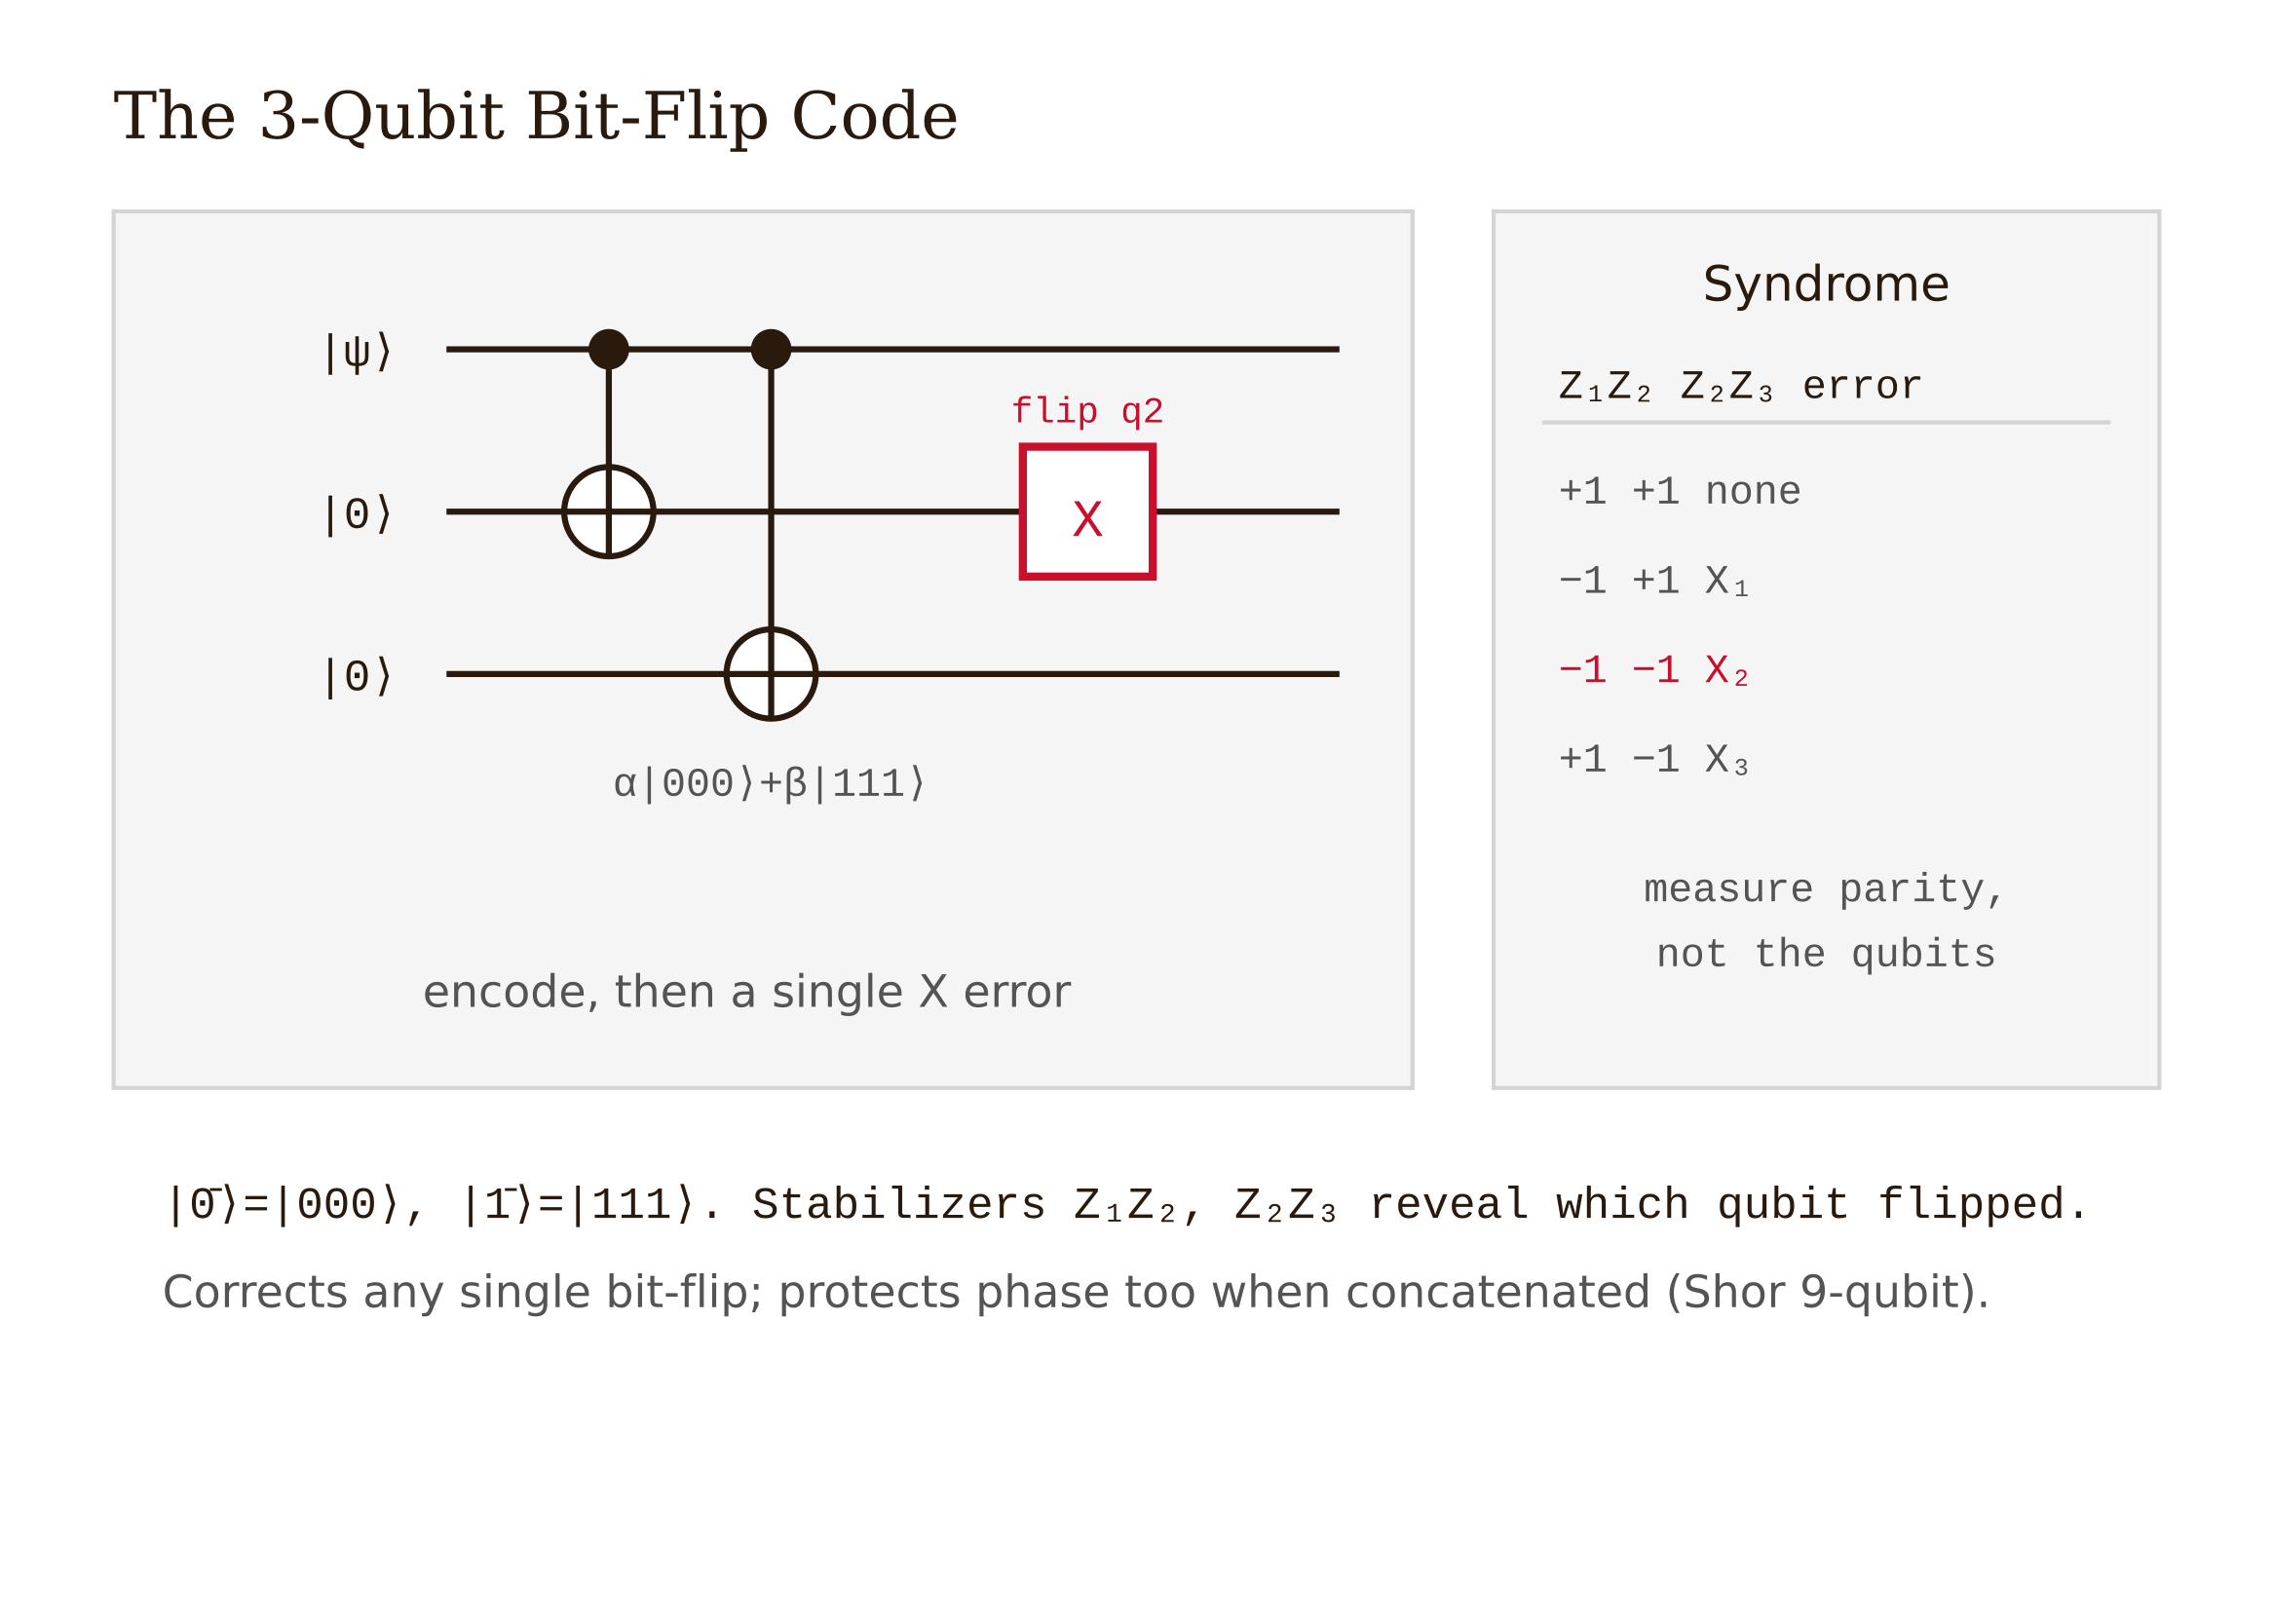 The 3-Qubit Bit-Flip Code
|ψ⟩
flip q2
|0⟩
X
|0⟩
α|000⟩+β|111⟩
encode, then a single X error
Syndrome
Z₁Z₂ Z₂Z₃ error
+1 +1 none
−1 +1 X₁
−1 −1 X₂
+1 −1 X₃
measure parity,
not the qubits
|0̄⟩=|000⟩, |1̄⟩=|111⟩. Stabilizers Z₁Z₂, Z₂Z₃ reveal which qubit flipped.
Corrects any single bit-flip; protects phase too when concatenated (Shor 9-qubit).